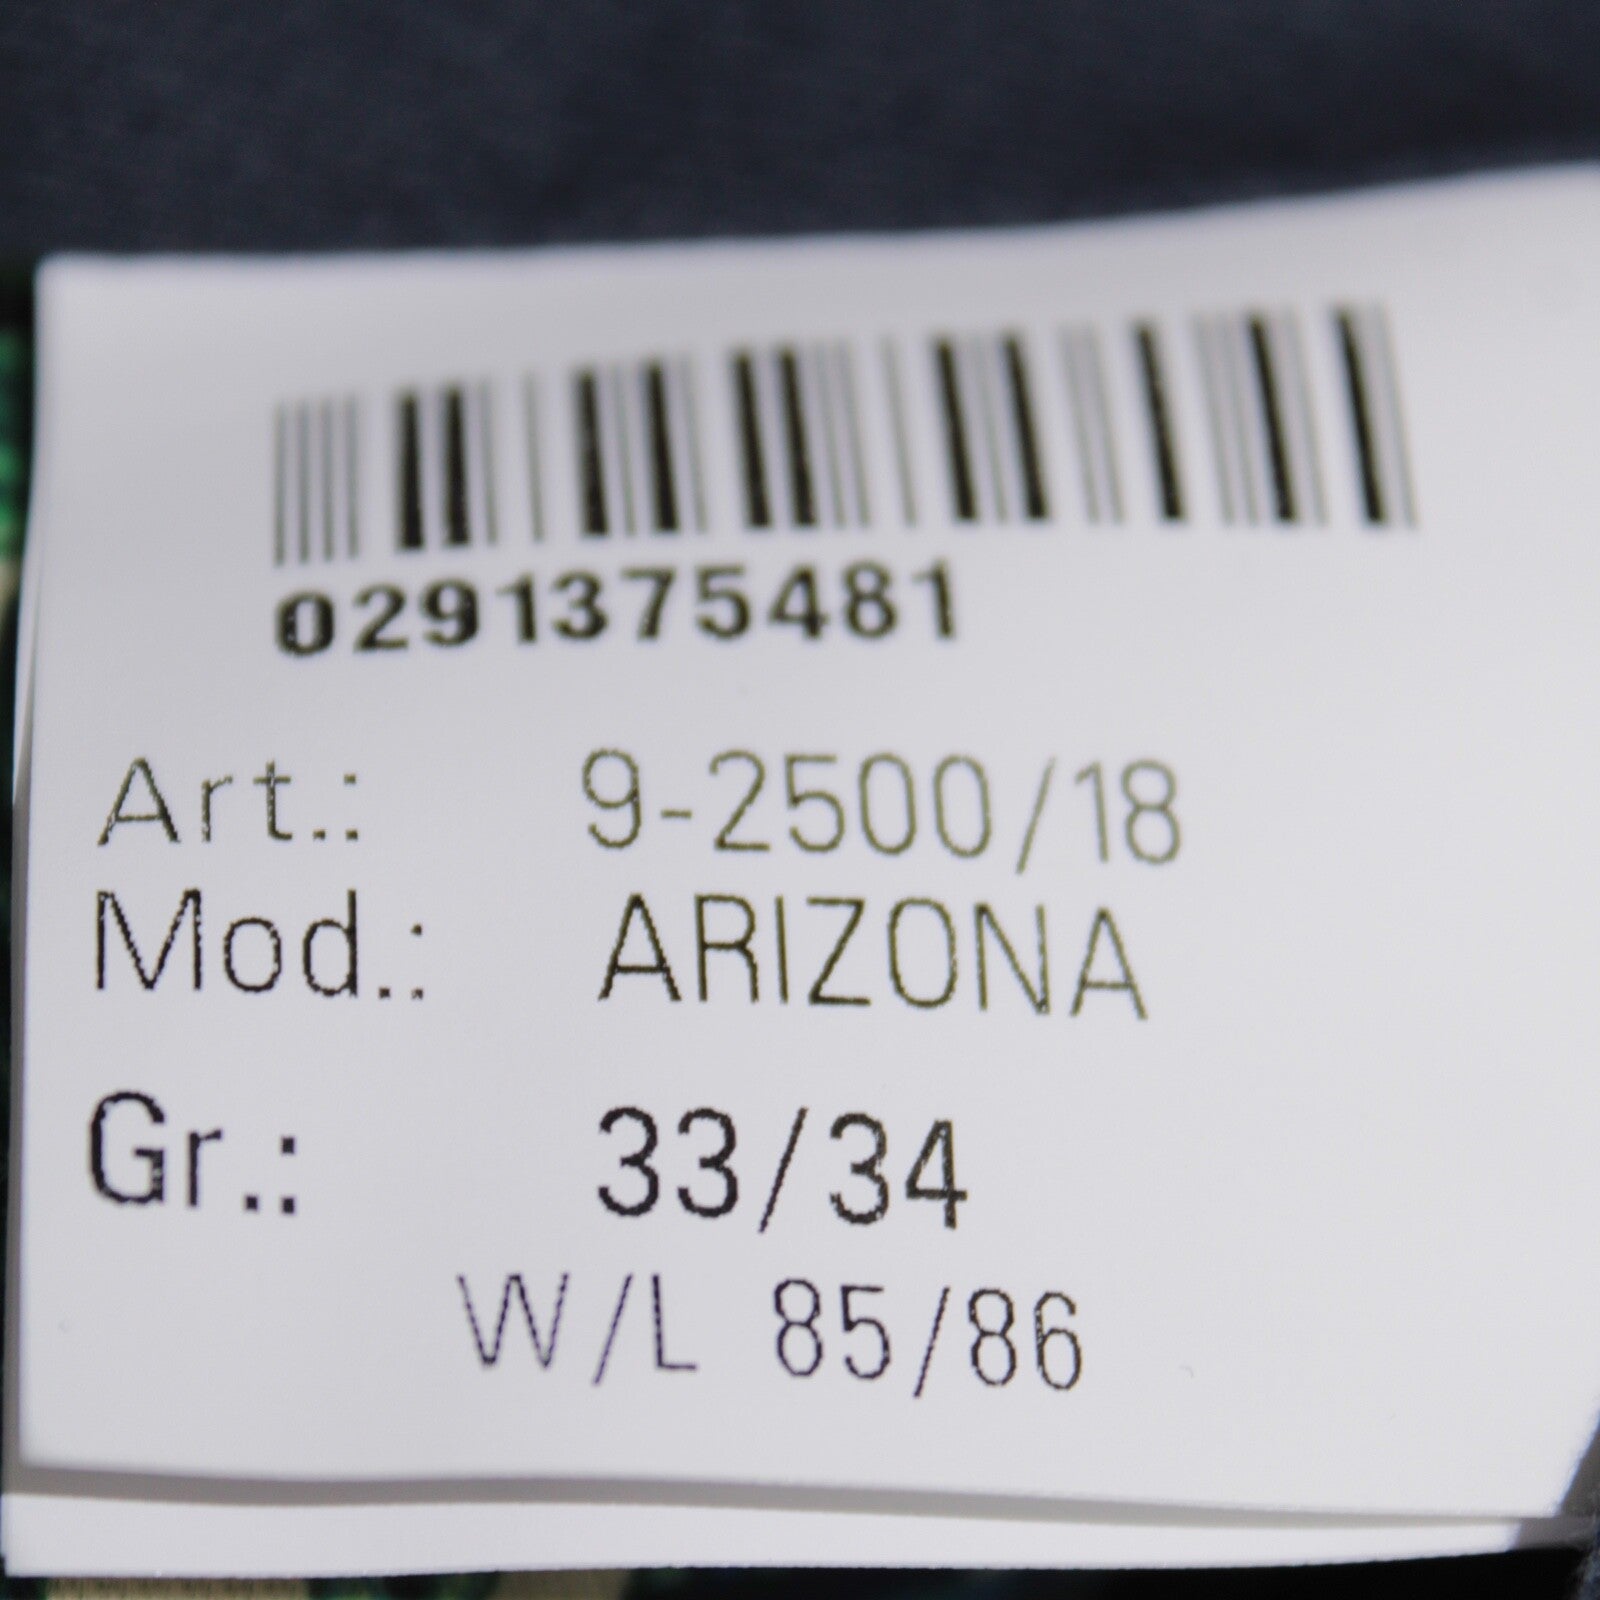 0291375481
Art.: 9-2500/18
Mod.: ARIZONA
Gr.: 33/34
W/L 85/86